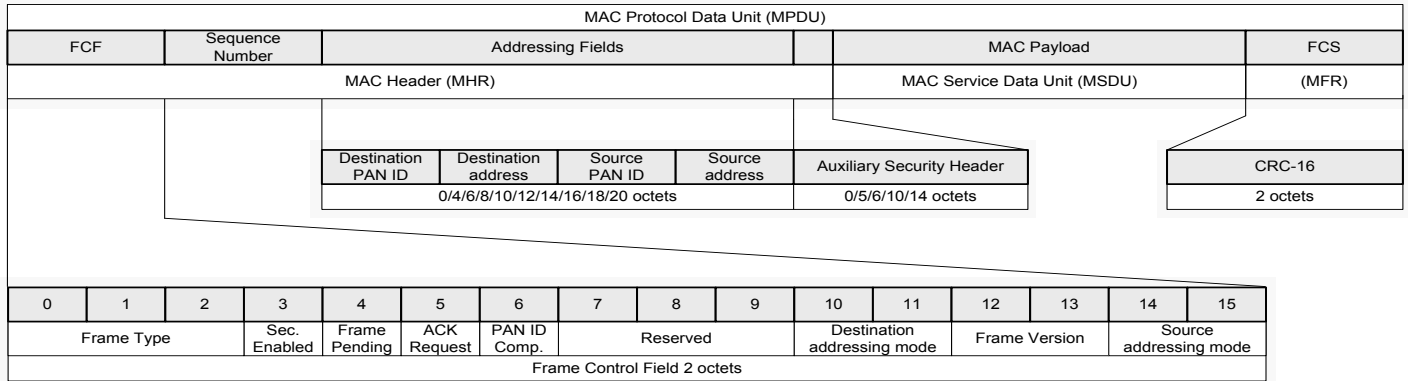 MAC Protocol Data Unit (MPDU)
FCF Sequence Number Addressing Fields MAC Payload FCS
MAC Header (MHR) MAC Service Data Unit (MSDU) (MFR)
Destination PAN ID Destination address Source PAN ID Source address Auxiliary Security Header CRC-16
0/4/6/8/10/12/14/16/18/20 octets 0/5/6/10/14 octets 2 octets
0 1 2 3 4 5 6 7 8 9 10 11 12 13 14 15
Frame Type Sec. Enabled Frame Pending ACK Request PAN ID Comp. Reserved Destination addressing mode Frame Version Source addressing mode
Frame Control Field 2 octets